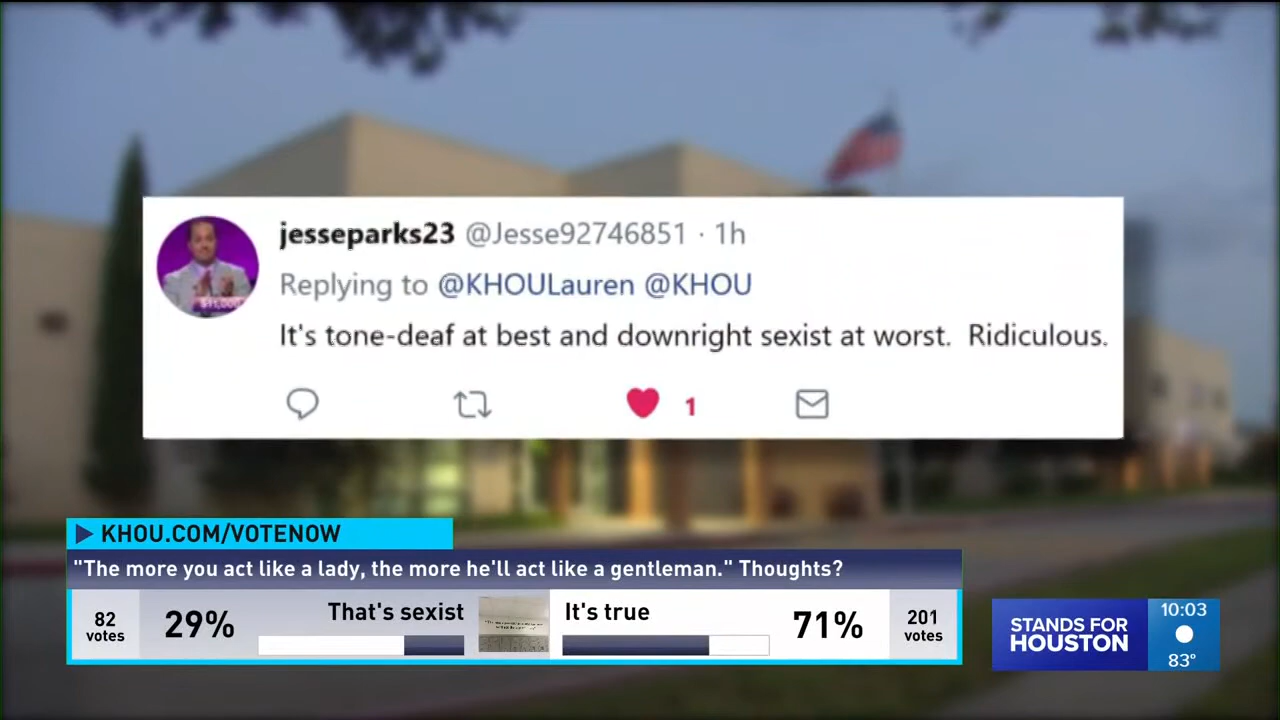 jesseparks23 @Jesse92746851 · 1h
Replying to @KHOULauren @KHOU
It's tone-deaf at best and downright sexist at worst.  Ridiculous.
1
KHOU.COM/VOTENOW
"The more you act like a lady, the more he'll act like a gentleman." Thoughts?
82 votes
29%
That's sexist
It's true
71%
201 votes
STANDS FOR
HOUSTON
10:03
83°